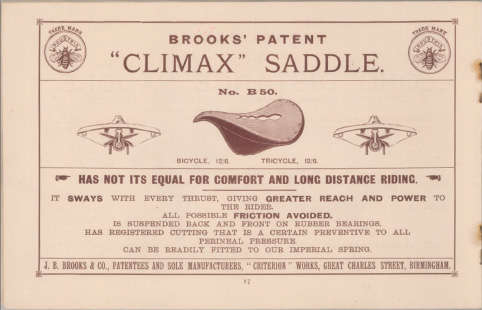 TRADE MARK
INDUSTRIA
BROOKS' PATENT
TRADE MARK
INDUSTRIA
"CLIMAX" SADDLE.
No. B 50.
BICYCLE, 12/6. TRICYCLE, 12/6.
HAS NOT ITS EQUAL FOR COMFORT AND LONG DISTANCE RIDING.
IT SWAYS WITH EVERY THRUST, GIVING GREATER REACH AND POWER TO
THE RIDER.
ALL POSSIBLE FRICTION AVOIDED.
IS SUSPENDED BACK AND FRONT ON RUBBER BEARINGS.
HAS REGISTERED CUTTING THAT IS A CERTAIN PREVENTIVE TO ALL
PERINEAL PRESSURE.
CAN BE READILY FITTED TO OUR IMPERIAL SPRING.
J. B. BROOKS & CO., PATENTEES AND SOLE MANUFACTURERS, "CRITERION" WORKS, GREAT CHARLES STREET, BIRMINGHAM.